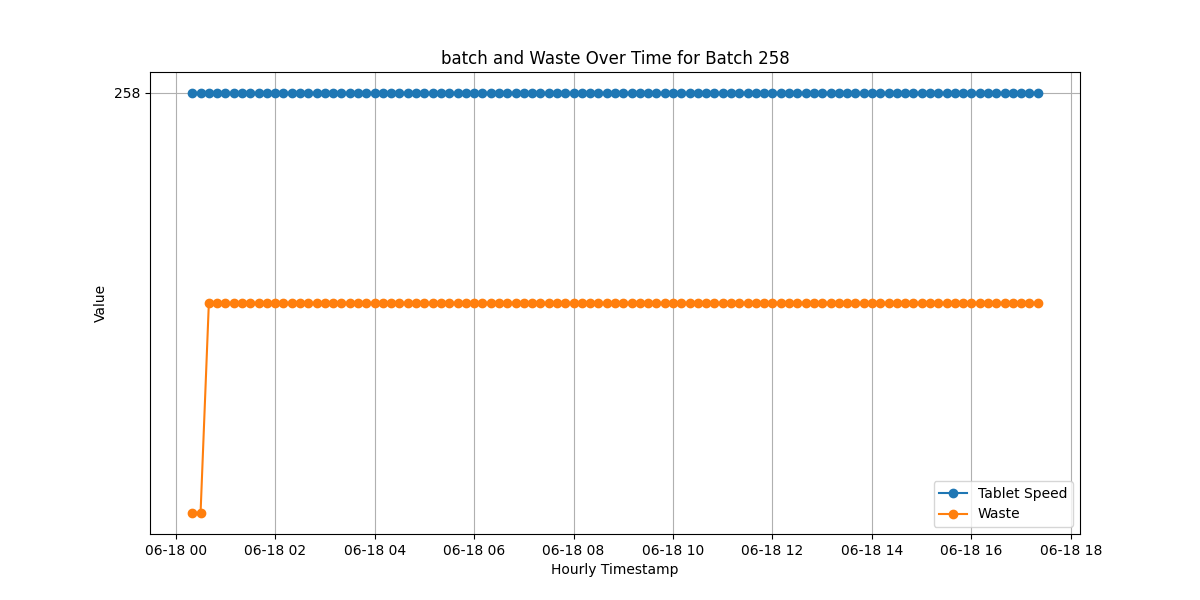 batch and Waste Over Time for Batch 258
258
Value
Tablet Speed
Waste
06-18 00 06-18 02 06-18 04 06-18 06 06-18 08 06-18 10 06-18 12 06-18 14 06-18 16 06-18 18
Hourly Timestamp